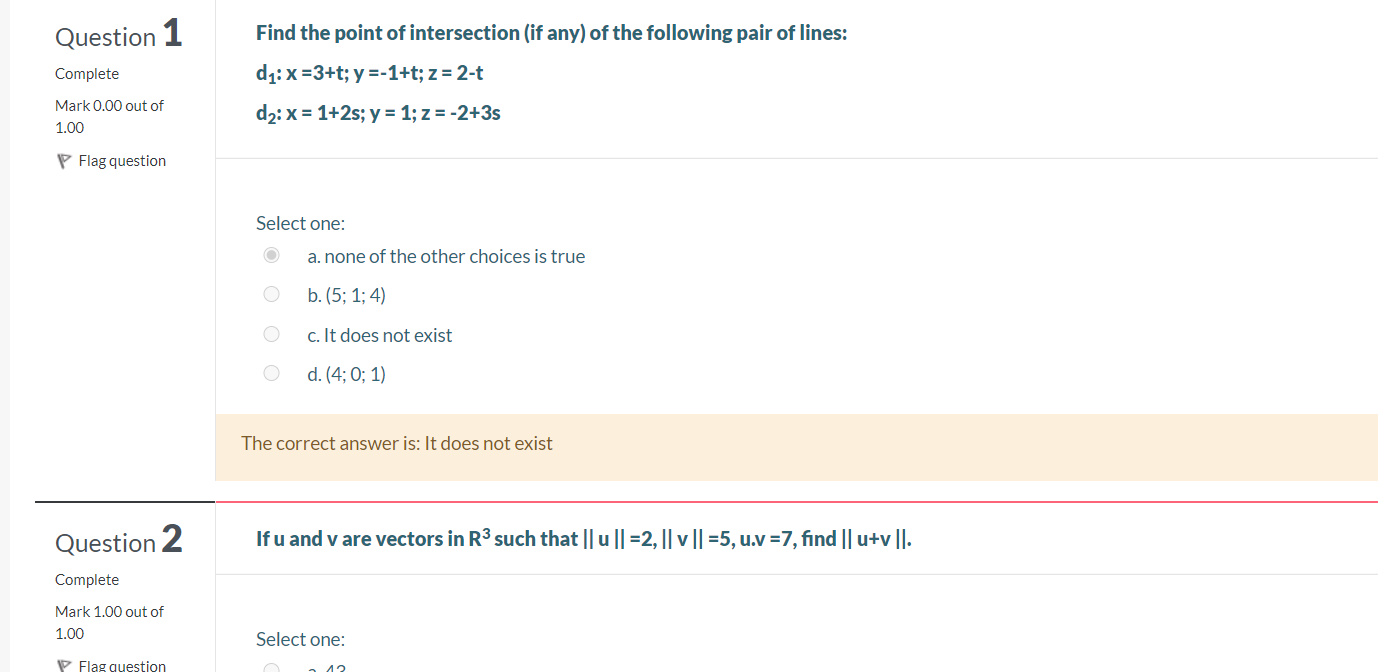 Question 1
Complete
Mark 0.00 out of
1.00
Flag question
Find the point of intersection (if any) of the following pair of lines:
d₁: x =3+t; y =-1+t; z = 2-t
d₂: x = 1+2s; y = 1; z = -2+3s
Select one:
a. none of the other choices is true
b. (5; 1; 4)
c. It does not exist
d. (4; 0; 1)
The correct answer is: It does not exist
Question 2
Complete
Mark 1.00 out of
1.00
Flag question
If u and v are vectors in R³ such that || u || =2, || v || =5, u.v =7, find || u+v ||.
Select one: